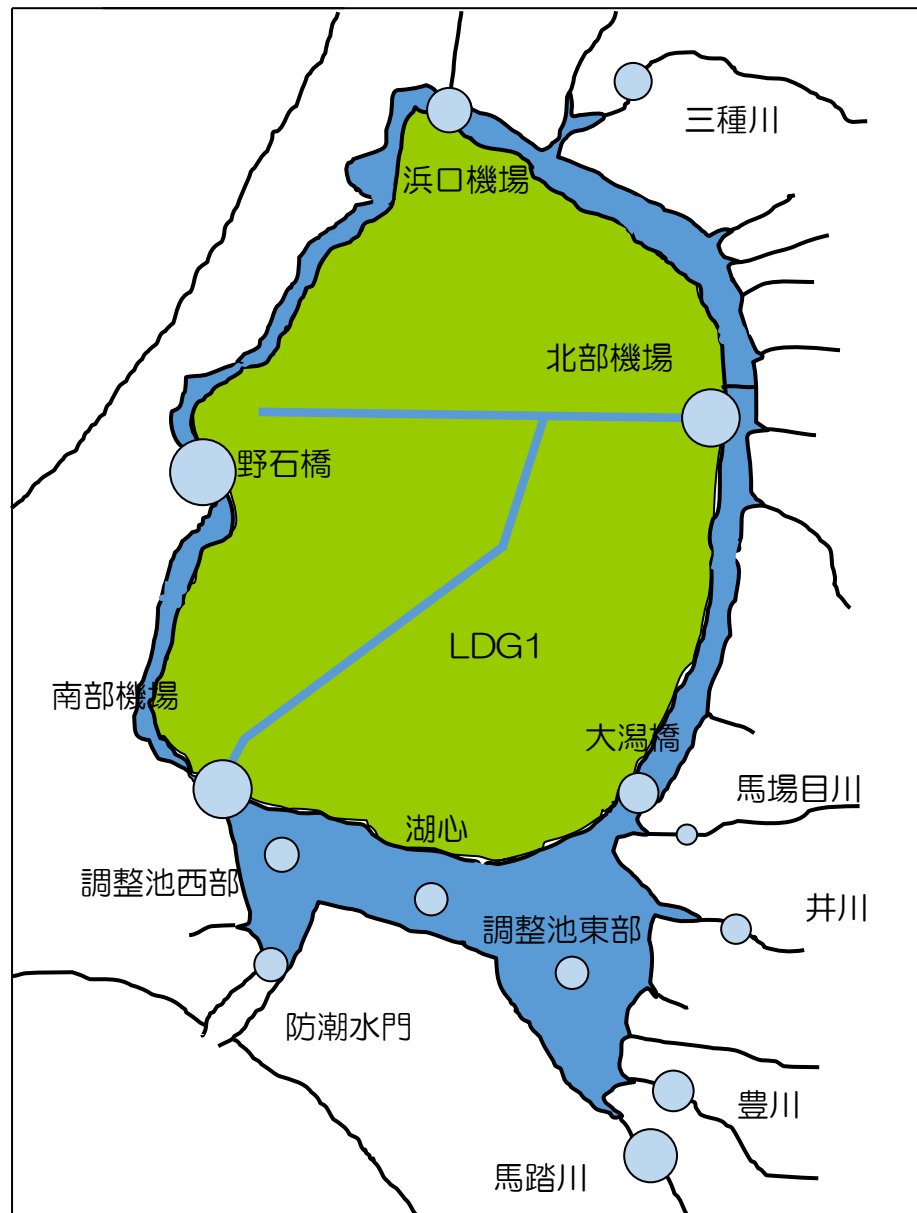 三種川
浜口機場
北部機場
野石橋
LDG1
南部機場
大潟橋
馬場目川
湖心
調整池西部
井川
調整池東部
防潮水門
豊川
馬踏川